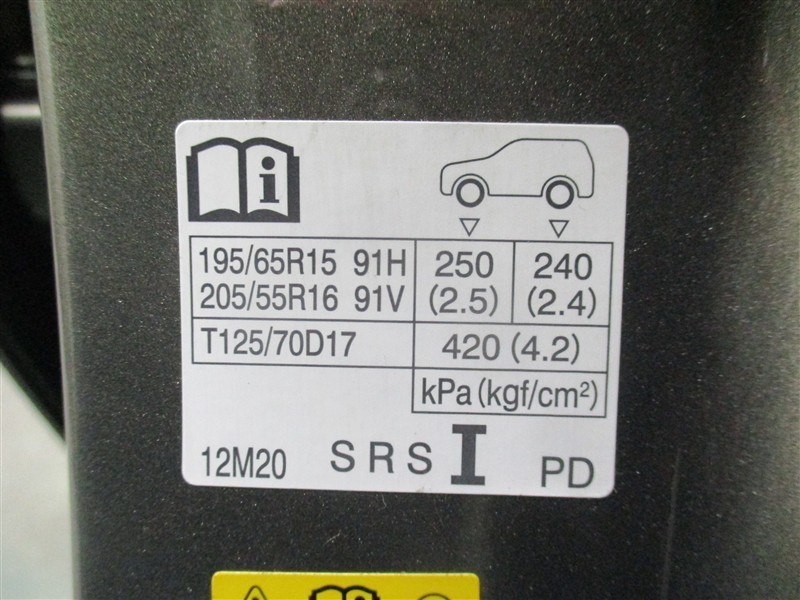 195/65R15 91H 250 240
205/55R16 91V (2.5) (2.4)
T125/70D17 420 (4.2)
kPa (kgf/cm²)
12M20 SRS I PD